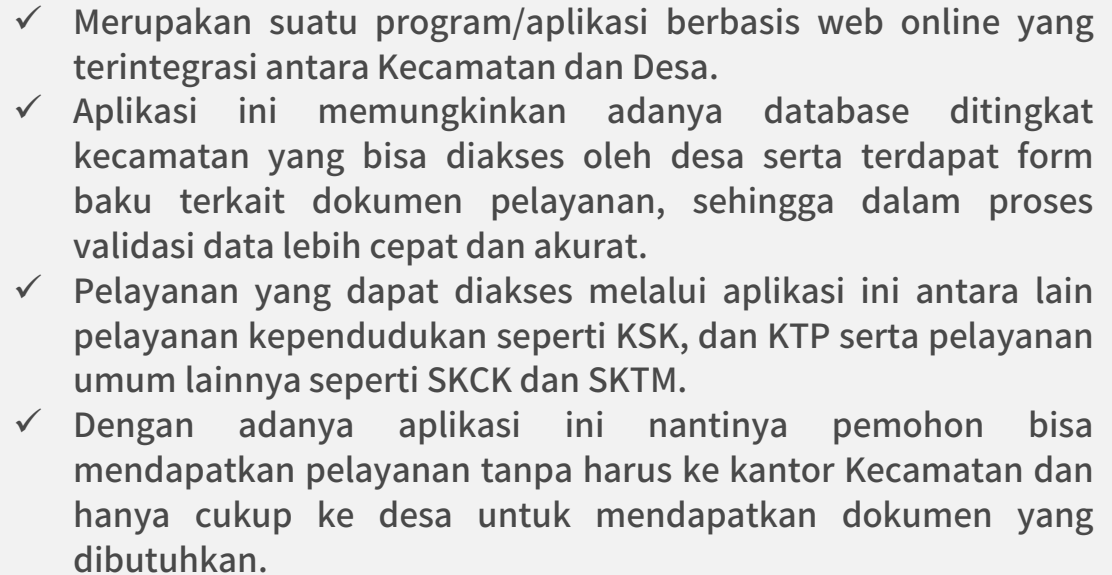 ✓ Merupakan suatu program/aplikasi berbasis web online yang
terintegrasi antara Kecamatan dan Desa.
✓ Aplikasi ini memungkinkan adanya database ditingkat
kecamatan yang bisa diakses oleh desa serta terdapat form
baku terkait dokumen pelayanan, sehingga dalam proses
validasi data lebih cepat dan akurat.
✓ Pelayanan yang dapat diakses melalui aplikasi ini antara lain
pelayanan kependudukan seperti KSK, dan KTP serta pelayanan
umum lainnya seperti SKCK dan SKTM.
✓ Dengan adanya aplikasi ini nantinya pemohon bisa
mendapatkan pelayanan tanpa harus ke kantor Kecamatan dan
hanya cukup ke desa untuk mendapatkan dokumen yang
dibutuhkan.